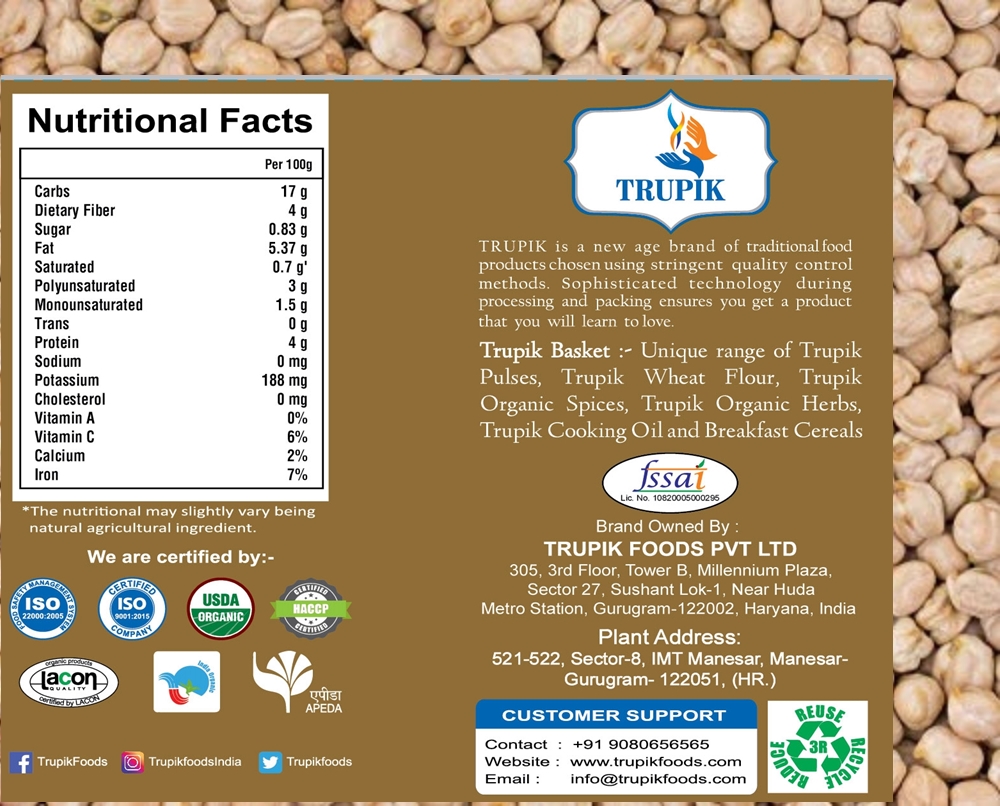 Nutritional Facts
Per 100g
Carbs 17 g
Dietary Fiber 4 g
Sugar 0.83 g
Fat 5.37 g
Saturated 0.7 g'
Polyunsaturated 3 g
Monounsaturated 1.5 g
Trans 0 g
Protein 4 g
Sodium 0 mg
Potassium 188 mg
Cholesterol 0 mg
Vitamin A 0%
Vitamin C 6%
Calcium 2%
Iron 7%
*The nutritional may slightly vary being
natural agricultural ingredient.
We are certified by:-
FOOD SAFETY MANAGEMENT SYSTEM
ISO
22000:2005
CERTIFIED
ISO
9001:2015
COMPANY
USDA
ORGANIC
CERTIFIED
HACCP
CERTIFIED
organic products
lacon
QUALITY
certified by LACON
India Organic
एपीडा
APEDA
TrupikFoods
TrupikfoodsIndia
Trupikfoods
TRUPIK
TRUPIK is a new age brand of traditional food
products chosen using stringent quality control
methods. Sophisticated technology during
processing and packing ensures you get a product
that you will learn to love.
Trupik Basket :- Unique range of Trupik
Pulses, Trupik Wheat Flour, Trupik
Organic Spices, Trupik Organic Herbs,
Trupik Cooking Oil and Breakfast Cereals
fssai
Lic. No. 10820005000295
Brand Owned By :
TRUPIK FOODS PVT LTD
305, 3rd Floor, Tower B, Millennium Plaza,
Sector 27, Sushant Lok-1, Near Huda
Metro Station, Gurugram-122002, Haryana, India
Plant Address:
521-522, Sector-8, IMT Manesar, Manesar-
Gurugram- 122051, (HR.)
CUSTOMER SUPPORT
Contact : +91 9080656565
Website : www.trupikfoods.com
Email : info@trupikfoods.com
REUSE
3R
REDUCE
RECYCLE